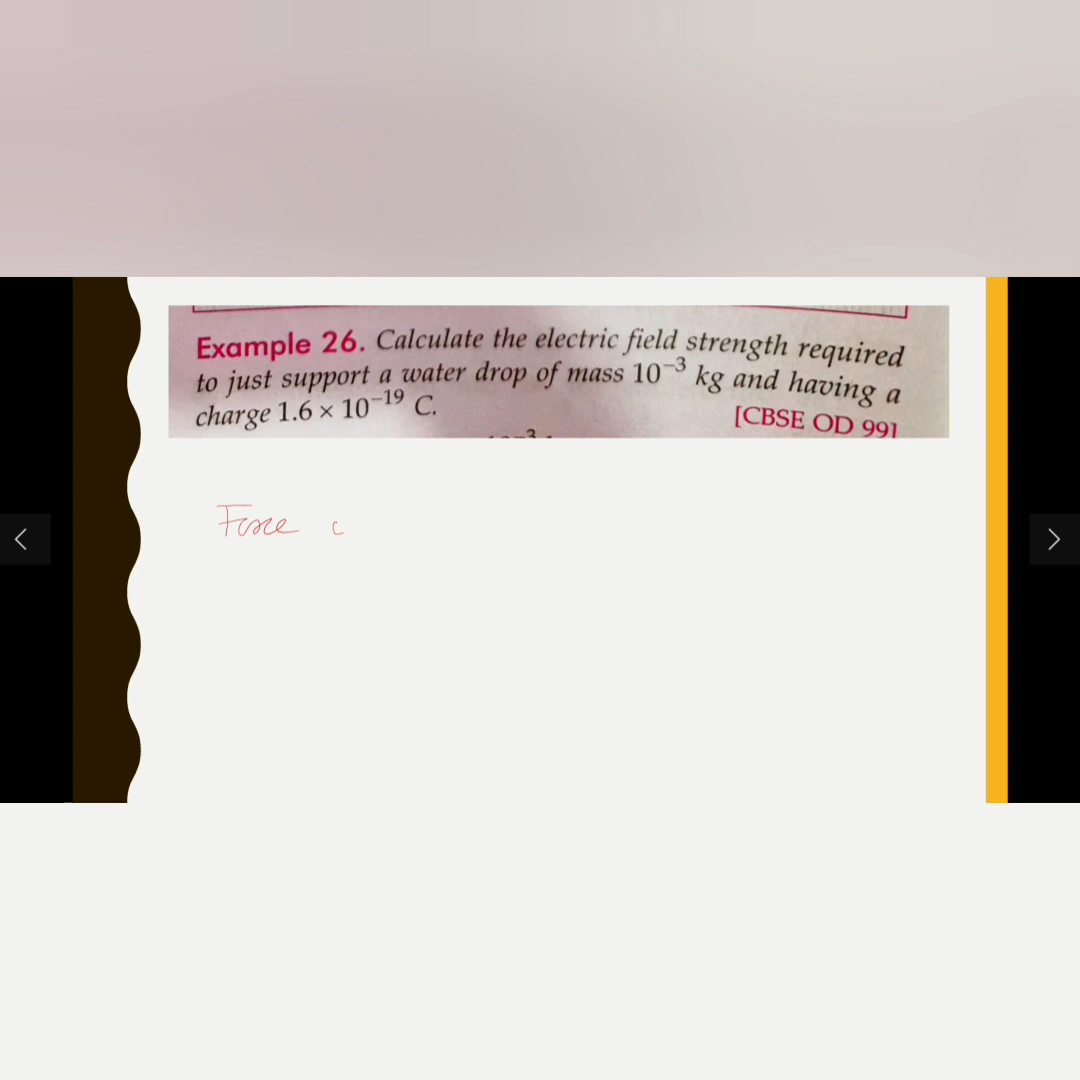 Example 26. Calculate the electric field strength required
to just support a water drop of mass 10⁻³ kg and having a
charge 1.6 × 10⁻¹⁹ C.
[CBSE OD 99]
Force c